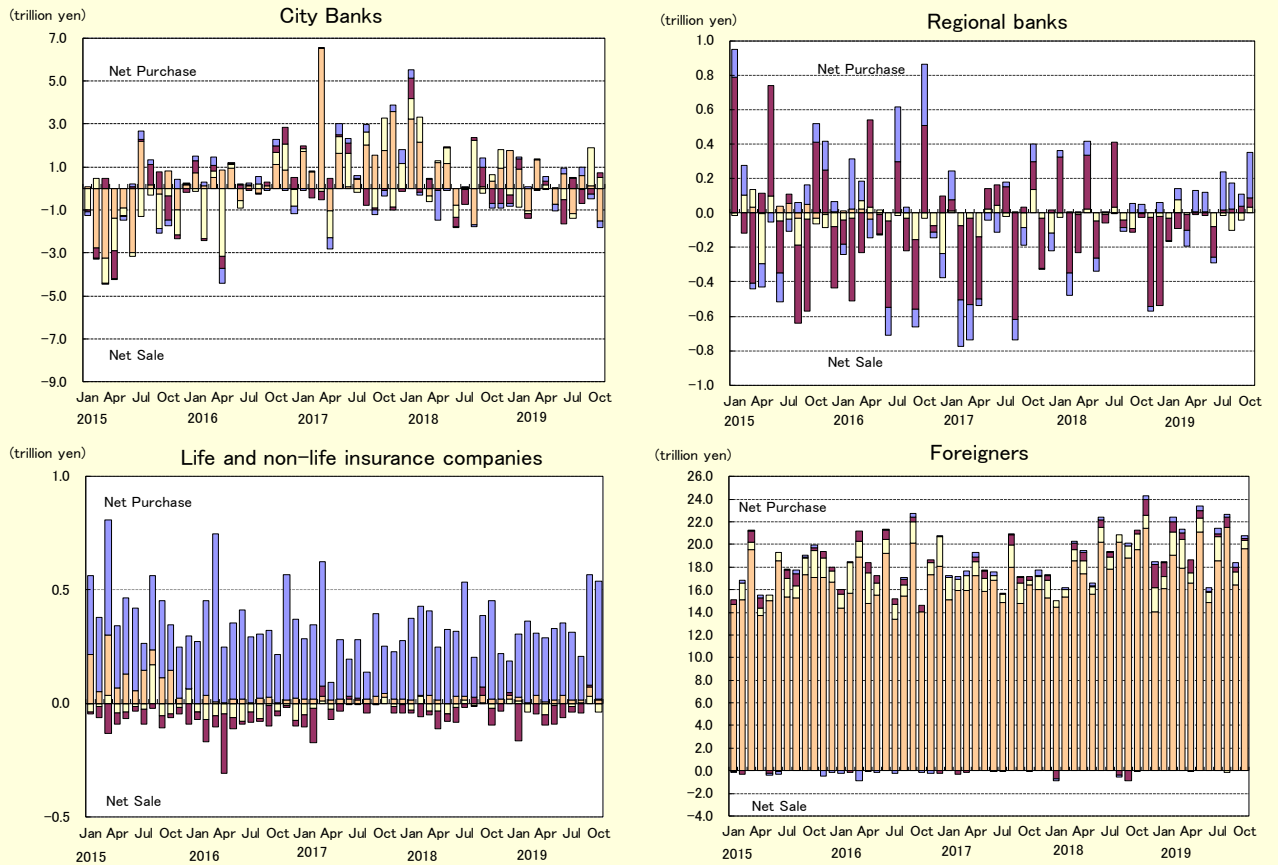 City Banks
(trillion yen)
7.0
5.0
3.0
1.0
−1.0
−3.0
−5.0
−7.0
−9.0
Net Purchase
Net Sale
Jan Apr Jul Oct Jan Apr Jul Oct Jan Apr Jul Oct Jan Apr Jul Oct Jan Apr Jul Oct
2015 2016 2017 2018 2019
Regional banks
(trillion yen)
1.0
0.8
0.6
0.4
0.2
0.0
−0.2
−0.4
−0.6
−0.8
−1.0
Net Purchase
Net Sale
Jan Apr Jul Oct Jan Apr Jul Oct Jan Apr Jul Oct Jan Apr Jul Oct Jan Apr Jul Oct
2015 2016 2017 2018 2019
Life and non−life insurance companies
(trillion yen)
1.0
0.5
0.0
−0.5
Net Purchase
Net Sale
Jan Apr Jul Oct Jan Apr Jul Oct Jan Apr Jul Oct Jan Apr Jul Oct Jan Apr Jul Oct
2015 2016 2017 2018 2019
Foreigners
(trillion yen)
26.0
24.0
22.0
20.0
18.0
16.0
14.0
12.0
10.0
8.0
6.0
4.0
2.0
0.0
−2.0
−4.0
Net Purchase
Net Sale
Jan Apr Jul Oct Jan Apr Jul Oct Jan Apr Jul Oct Jan Apr Jul Oct Jan Apr Jul Oct
2015 2016 2017 2018 2019